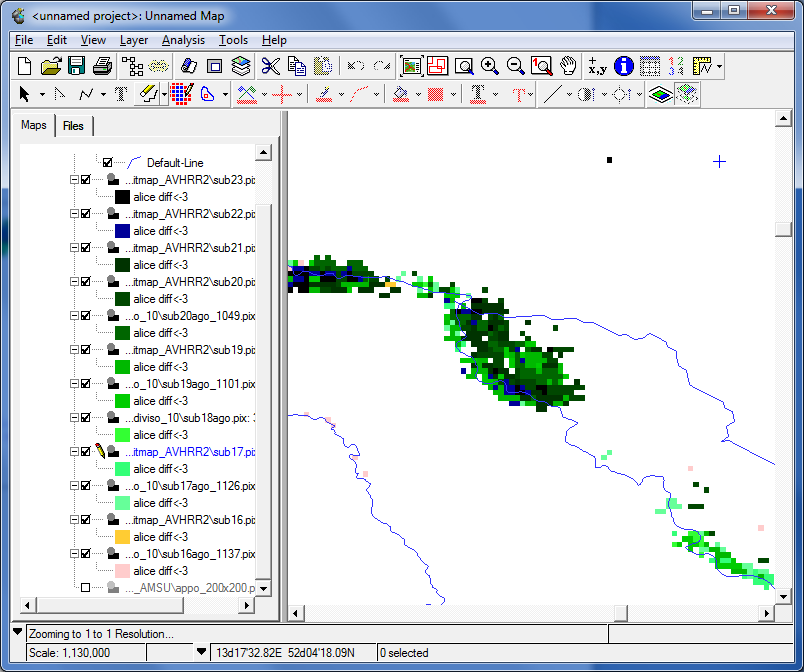 <unnamed project>: Unnamed Map
File Edit View Layer Analysis Tools Help
x,y 1 2 3 4
Maps Files
Default-Line
...itmap_AVHRR2\sub23.pix
alice diff<-3
...itmap_AVHRR2\sub22.pix
alice diff<-3
...itmap_AVHRR2\sub21.pix
alice diff<-3
...itmap_AVHRR2\sub20.pix
alice diff<-3
...o_10\sub20ago_1049.pix
alice diff<-3
...itmap_AVHRR2\sub19.pix
alice diff<-3
...o_10\sub19ago_1101.pix
alice diff<-3
...diviso_10\sub18ago.pix:
alice diff<-3
...itmap_AVHRR2\sub17.pix
alice diff<-3
...o_10\sub17ago_1126.pix
alice diff<-3
...itmap_AVHRR2\sub16.pix
alice diff<-3
...o_10\sub16ago_1137.pix
alice diff<-3
..._AMSU\appo_200x200.p
Zooming to 1 to 1 Resolution...
Scale: 1,130,000 13d17'32.82E 52d04'18.09N 0 selected